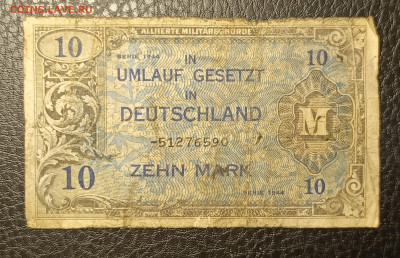 COINS.LAVE.RU
ALLIIERTE MILITÄRBEHÖRDE
10 SERIE 1944 IN 10
UMLAUF GESETZT
IN
DEUTSCHLAND
M
-51276590
ZEHN MARK
10 SERIE 1944 10